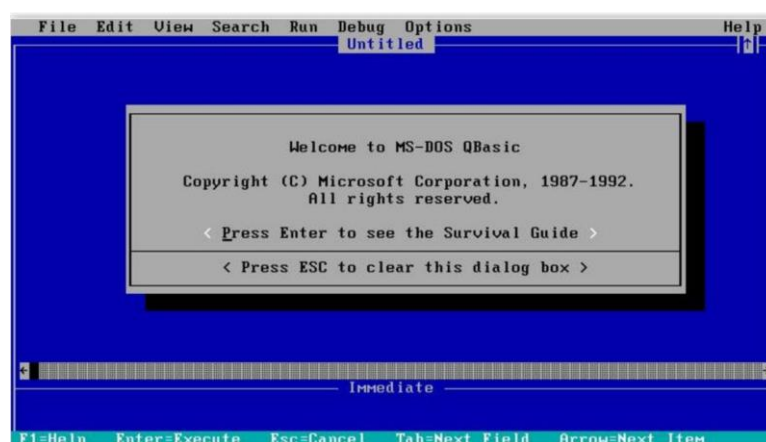 File Edit View Search Run Debug Options Help
Untitled
Welcome to MS-DOS QBasic
Copyright (C) Microsoft Corporation, 1987-1992.
All rights reserved.
< Press Enter to see the Survival Guide >
< Press ESC to clear this dialog box >
Immediate
F1=Help Enter=Execute Esc=Cancel Tab=Next Field Arrow=Next Item